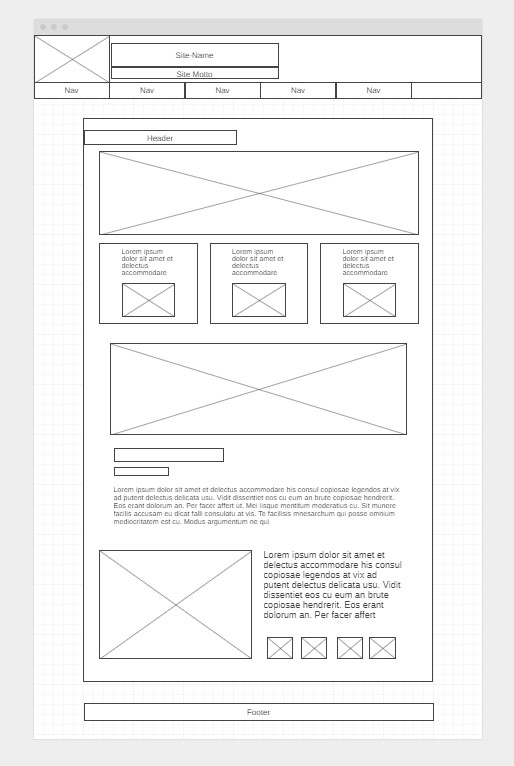 Site-Name
Site Motto
Nav Nav Nav Nav Nav
Header
Lorem ipsum
dolor sit amet et
delectus
accommodare
Lorem ipsum
dolor sit amet et
delectus
accommodare
Lorem ipsum
dolor sit amet et
delectus
accommodare
Lorem ipsum dolor sit amet et delectus accommodare his consul copiosae legendos at vix
ad putent delectus delicata usu. Vidit dissentiet eos cu eum an brute copiosae hendrerit.
Eos erant dolorum an. Per facer affert ut. Mei iisque mentitum moderatius cu. Sit munere
facilis accusam eu dicat falli consulatu at vis. Te facilisis mnesarchum qui posse omnium
mediocritatem est cu. Modus argumentum ne qui
Lorem ipsum dolor sit amet et
delectus accommodare his consul
copiosae legendos at vix ad
putent delectus delicata usu. Vidit
dissentiet eos cu eum an brute
copiosae hendrerit. Eos erant
dolorum an. Per facer affert
Footer